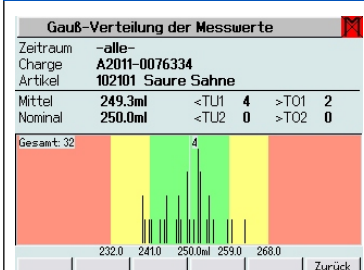 Gauß-Verteilung der Messwerte
Zeitraum -alle-
Charge A2011-0076334
Artikel 102101 Saure Sahne
Mittel 249.3ml <TU1 4 >TO1 2
Nominal 250.0ml <TU2 0 >TO2 0
Gesamt: 32 4
232.0 241.0 250.0ml 259.0 268.0
Zurück